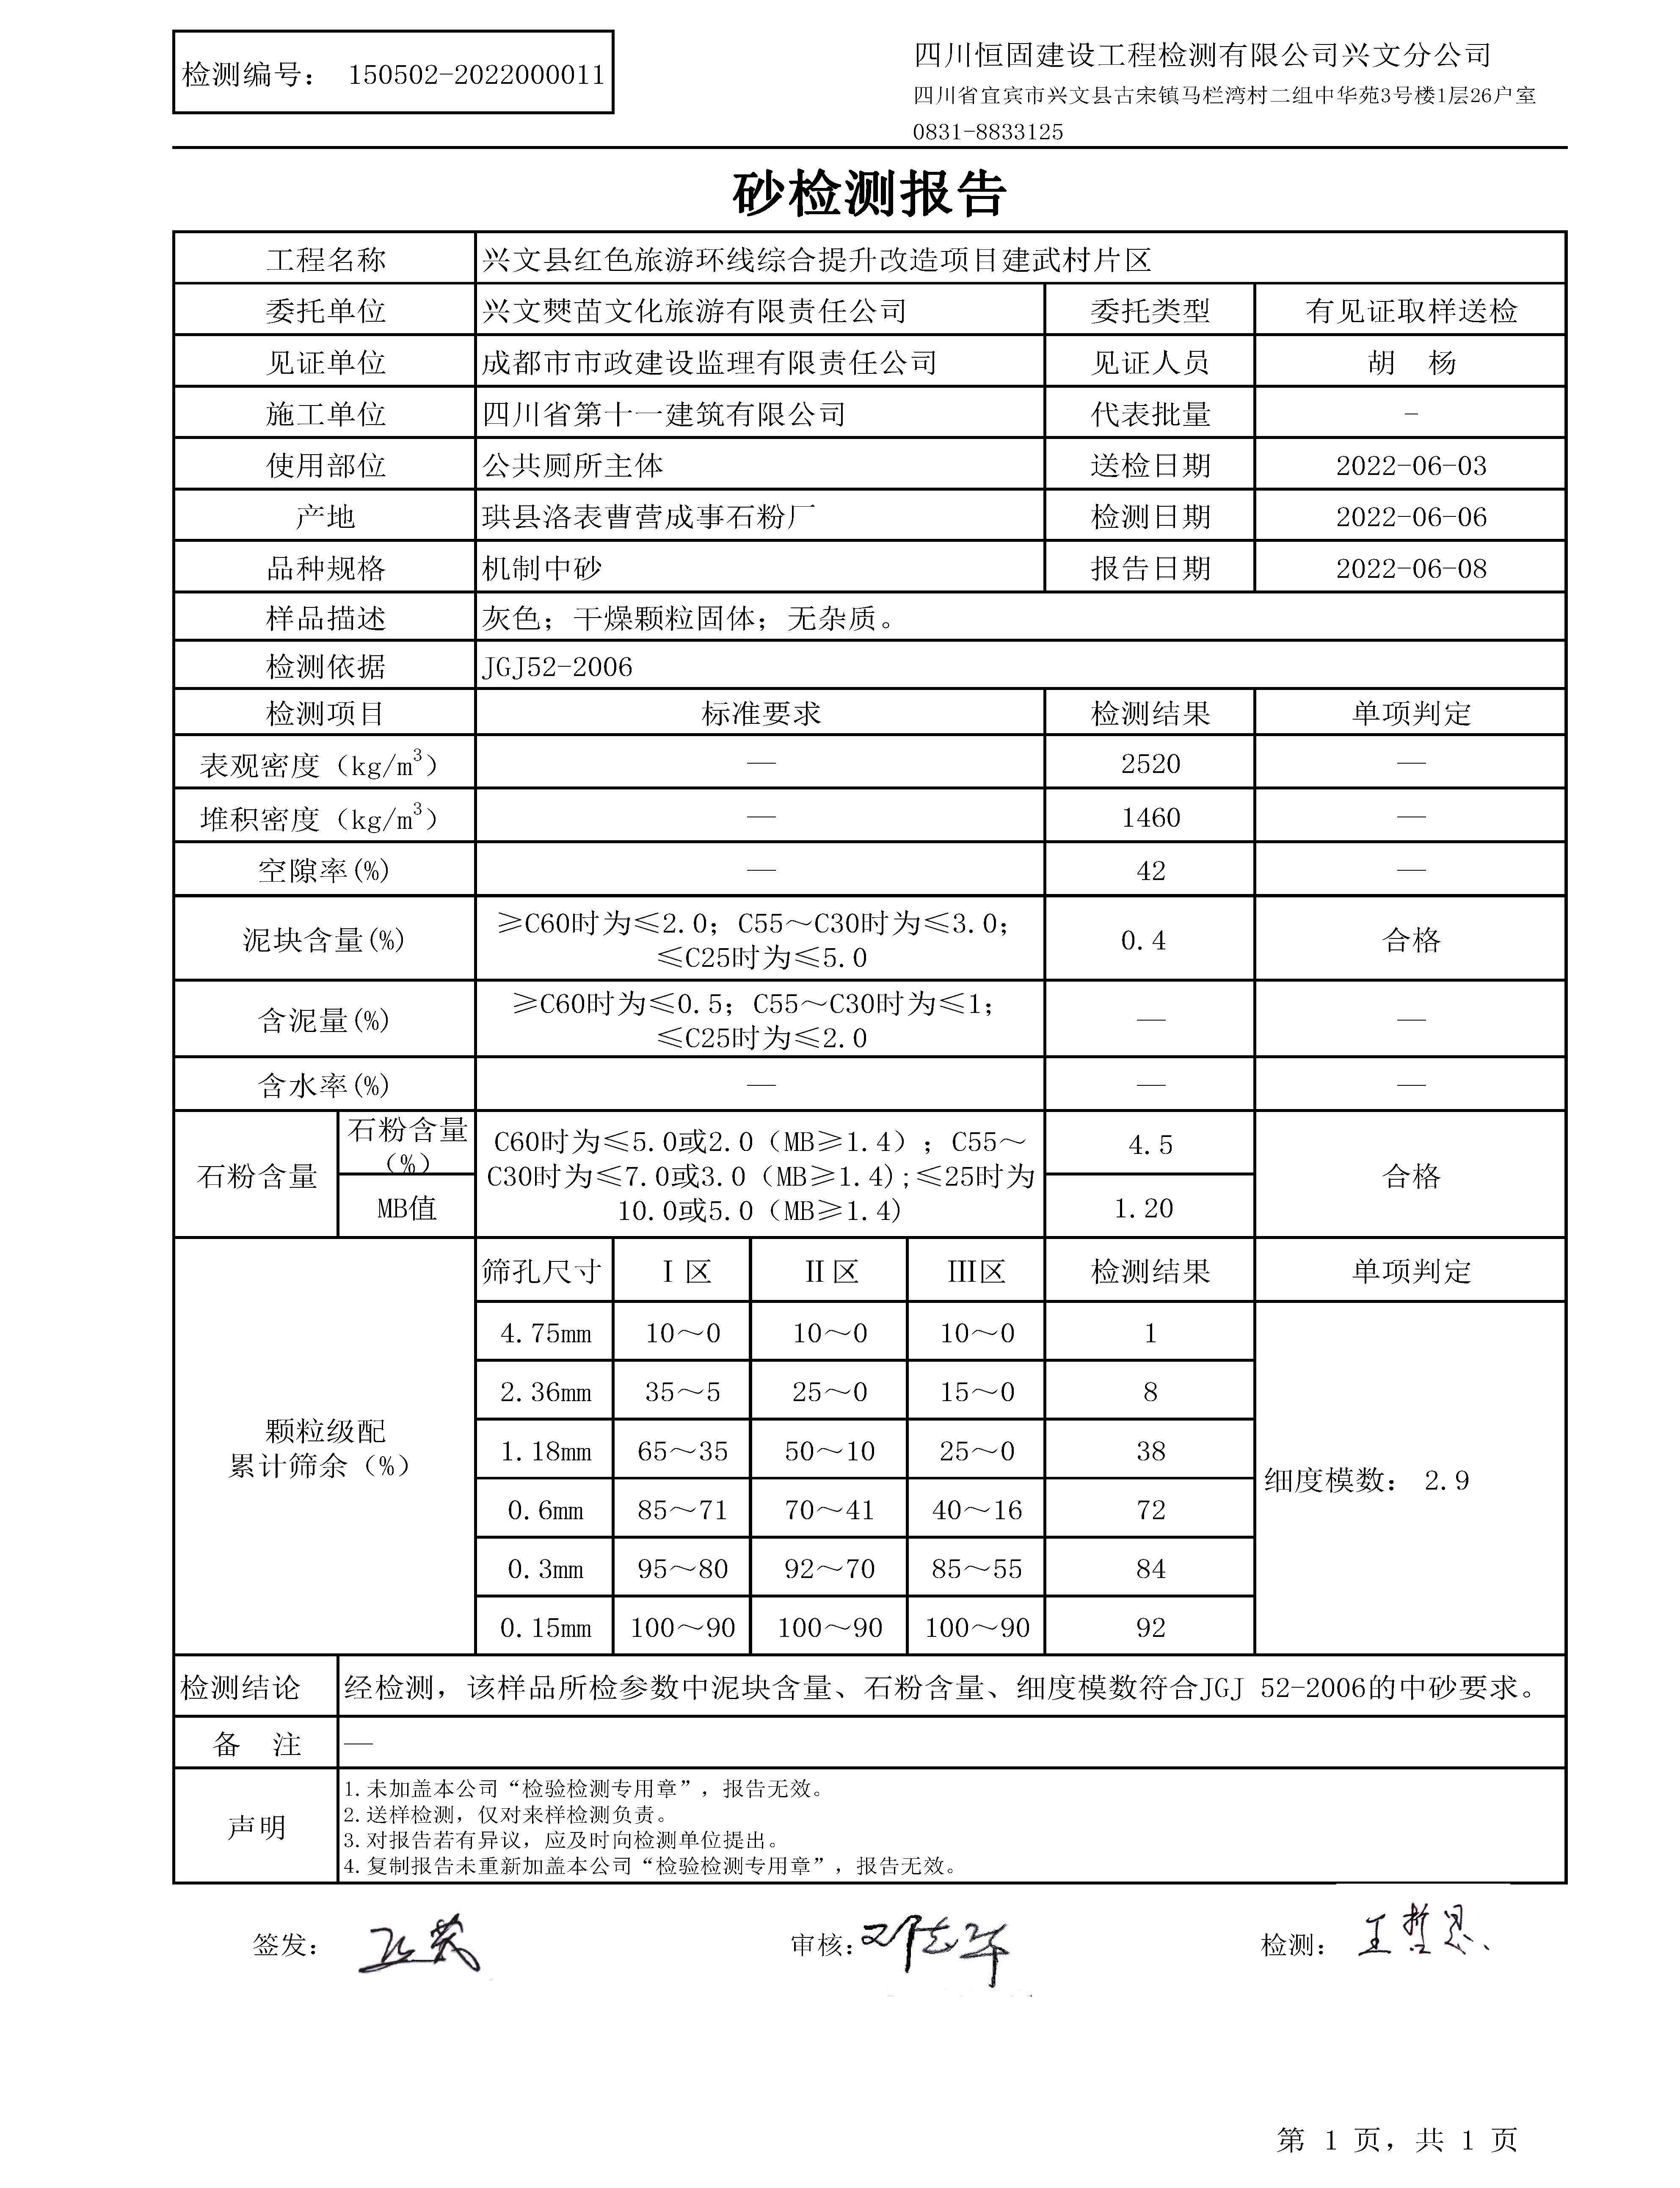 检测编号： 150502-2022000011
四川恒固建设工程检测有限公司兴文分公司
四川省宜宾市兴文县古宋镇马栏湾村二组中华苑3号楼1层26户室
0831-8833125
砂检测报告
工程名称 兴文县红色旅游环线综合提升改造项目建武村片区
委托单位 兴文僰苗文化旅游有限责任公司 委托类型 有见证取样送检
见证单位 成都市市政建设监理有限责任公司 见证人员 胡 杨
施工单位 四川省第十一建筑有限公司 代表批量 -
使用部位 公共厕所主体 送检日期 2022-06-03
产地 珙县洛表曹营成事石粉厂 检测日期 2022-06-06
品种规格 机制中砂 报告日期 2022-06-08
样品描述 灰色；干燥颗粒固体；无杂质。
检测依据 JGJ52-2006
检测项目 标准要求 检测结果 单项判定
表观密度（kg/m³） — 2520 —
堆积密度（kg/m³） — 1460 —
空隙率(%) — 42 —
泥块含量(%) ≥C60时为≤2.0；C55～C30时为≤3.0； 0.4 合格
≤C25时为≤5.0
含泥量(%) ≥C60时为≤0.5；C55～C30时为≤1； — —
≤C25时为≤2.0
含水率(%) — — —
石粉含量 石粉含量（%） C60时为≤5.0或2.0（MB≥1.4）；C55～ 4.5 合格
C30时为≤7.0或3.0（MB≥1.4);≤25时为
MB值 10.0或5.0（MB≥1.4) 1.20
颗粒级配
累计筛余（%）
筛孔尺寸 Ⅰ区 Ⅱ区 Ⅲ区 检测结果 单项判定
4.75mm 10～0 10～0 10～0 1
2.36mm 35～5 25～0 15～0 8
1.18mm 65～35 50～10 25～0 38
细度模数： 2.9
0.6mm 85～71 70～41 40～16 72
0.3mm 95～80 92～70 85～55 84
0.15mm 100～90 100～90 100～90 92
检测结论 经检测，该样品所检参数中泥块含量、石粉含量、细度模数符合JGJ 52-2006的中砂要求。
备 注 —
声明
1.未加盖本公司“检验检测专用章”，报告无效。
2.送样检测，仅对来样检测负责。
3.对报告若有异议，应及时向检测单位提出。
4.复制报告未重新加盖本公司“检验检测专用章”，报告无效。
签发： 审核： 检测： 王哲思
第 1 页，共 1 页